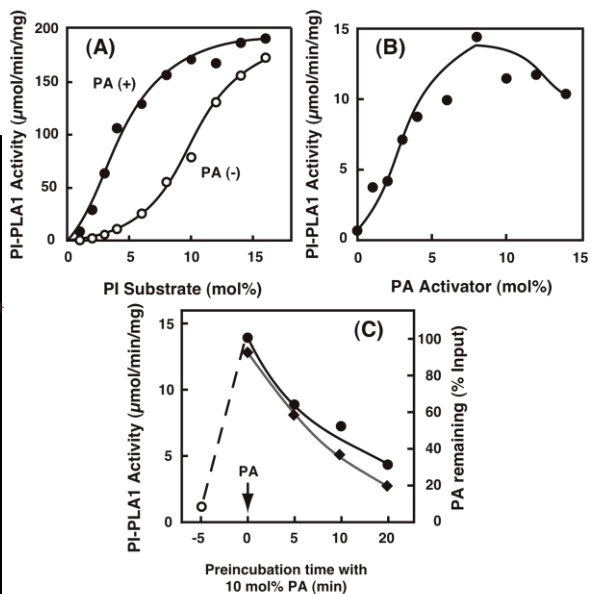 (A)
PI-PLA1 Activity (µmol/min/mg)
200
150
100
50
0
PA (+)
PA (-)
0 5 10 15
PI Substrate (mol%)
(B)
PI-PLA1 Activity (µmol/min/mg)
15
10
5
0
0 5 10 15
PA Activator (mol%)
(C)
PI-PLA1 Activity (µmol/min/mg)
15
10
5
0
PA
100
80
60
40
20
0
PA remaining (% Input)
-5 0 5 10 20
Preincubation time with
10 mol% PA (min)